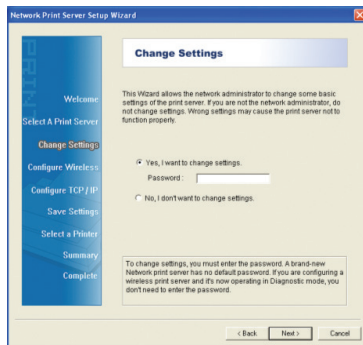 Network Print Server Setup Wizard
PRINT
Change Settings
Welcome
Select A Print Server
Change Settings
Configure Wireless
Configure TCP / IP
Save Settings
Select a Printer
Summary
Complete
This Wizard allows the network administrator to change some basic
settings of the print server. If you are not the network administrator, do
not change settings. Wrong settings may cause the print server not to
function properly.
Yes, I want to change settings.
Password :
No, I don't want to change settings.
To change settings, you must enter the password. A brand-new
Network print server has no default password. If you are configuring a
wireless print server and it's now operating in Diagnostic mode, you
don't need to enter the password.
< Back
Next >
Cancel